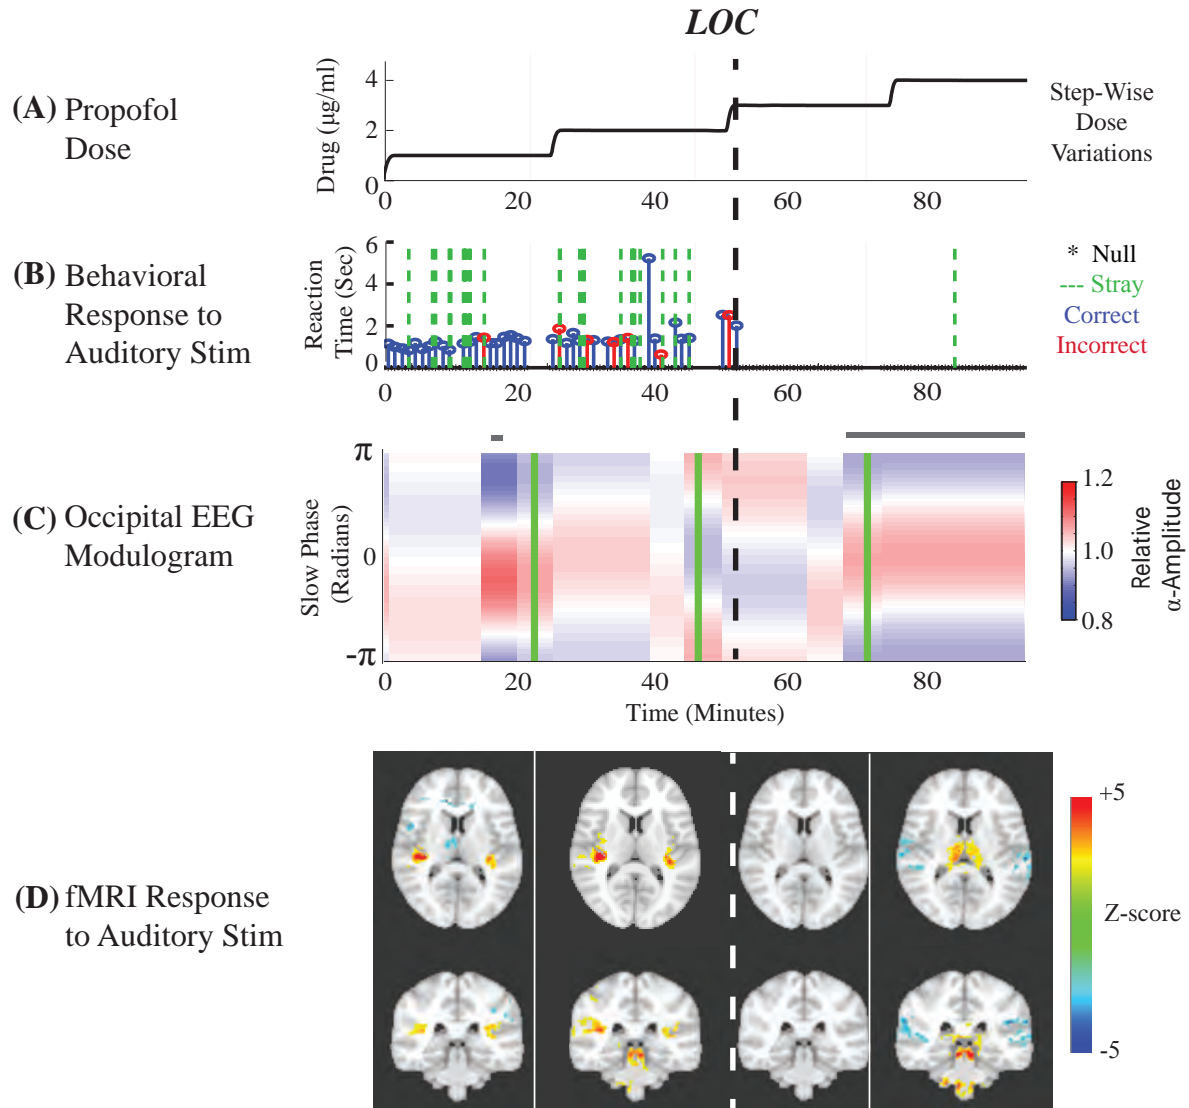 LOC
(A) Propofol
Dose
Drug (μg/ml)
4
2
0
0 20 40 60 80
Step-Wise
Dose
Variations
(B) Behavioral
Response to
Auditory Stim
Reaction
Time (Sec)
6
4
2
0
0 20 40 60 80
* Null
--- Stray
Correct
Incorrect
(C) Occipital EEG
Modulogram
Slow Phase
(Radians)
π
0
-π
0 20 40 60 80
Time (Minutes)
1.2
1.0
0.8
Relative
α-Amplitude
(D) fMRI Response
to Auditory Stim
+5
Z-score
-5